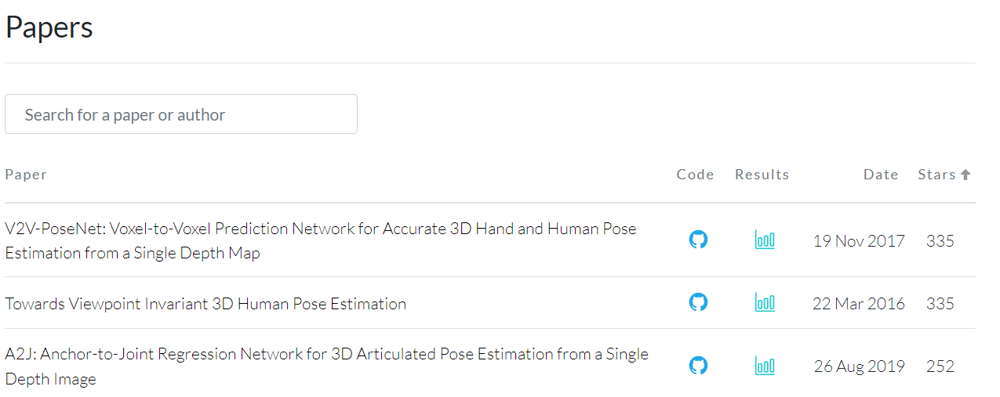 Papers
Search for a paper or author
Paper Code Results Date Stars
V2V-PoseNet: Voxel-to-Voxel Prediction Network for Accurate 3D Hand and Human Pose
Estimation from a Single Depth Map
19 Nov 2017 335
Towards Viewpoint Invariant 3D Human Pose Estimation 22 Mar 2016 335
A2J: Anchor-to-Joint Regression Network for 3D Articulated Pose Estimation from a Single
Depth Image
26 Aug 2019 252